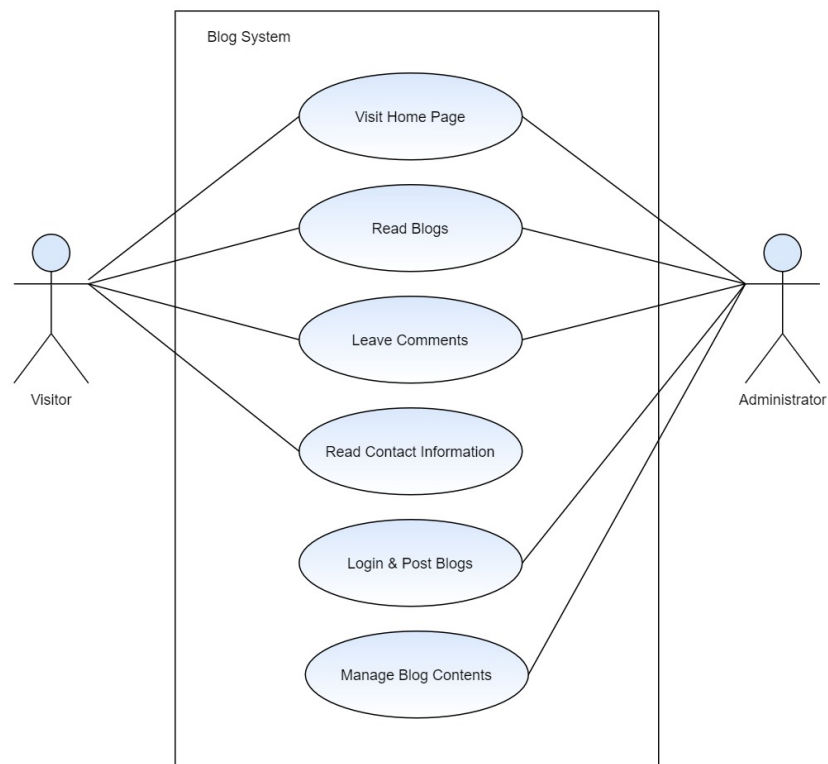 Blog System
Visit Home Page
Read Blogs
Leave Comments
Visitor
Administrator
Read Contact Information
Login & Post Blogs
Manage Blog Contents